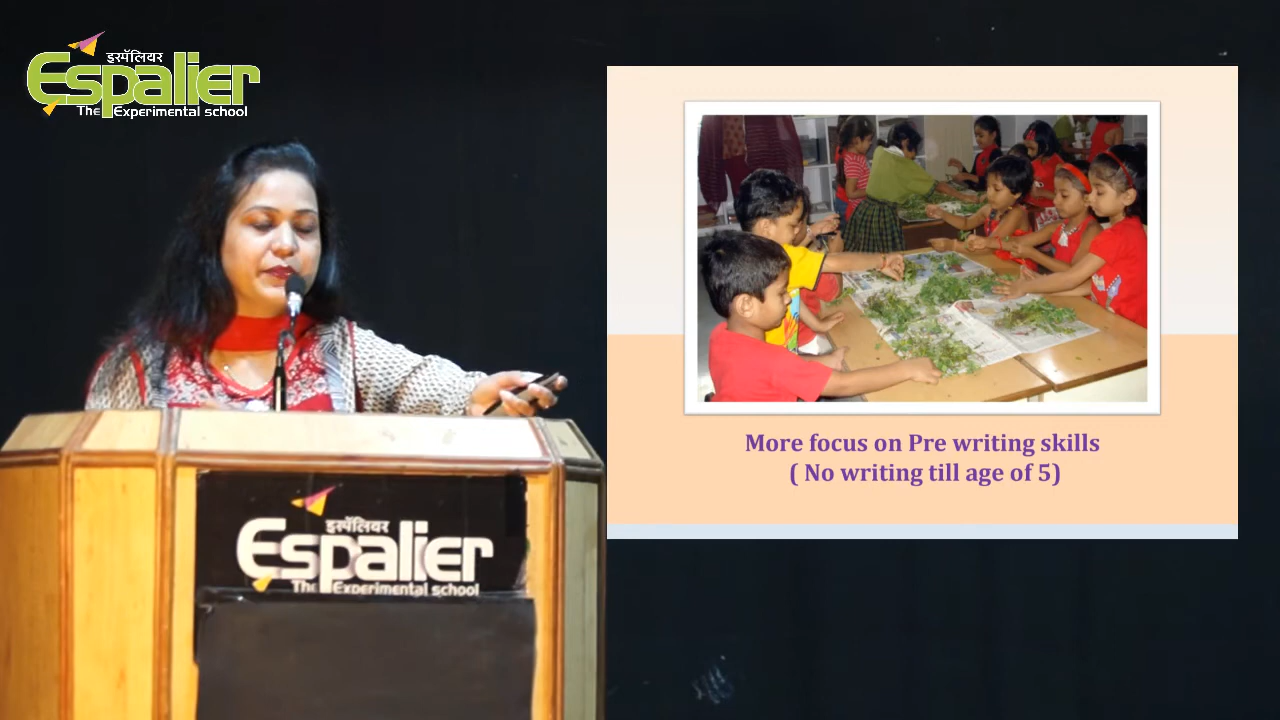 इस्पॅलियर
Espalier
The Experimental school
More focus on Pre writing skills
( No writing till age of 5)
इस्पॅलियर
Espalier
The Experimental school